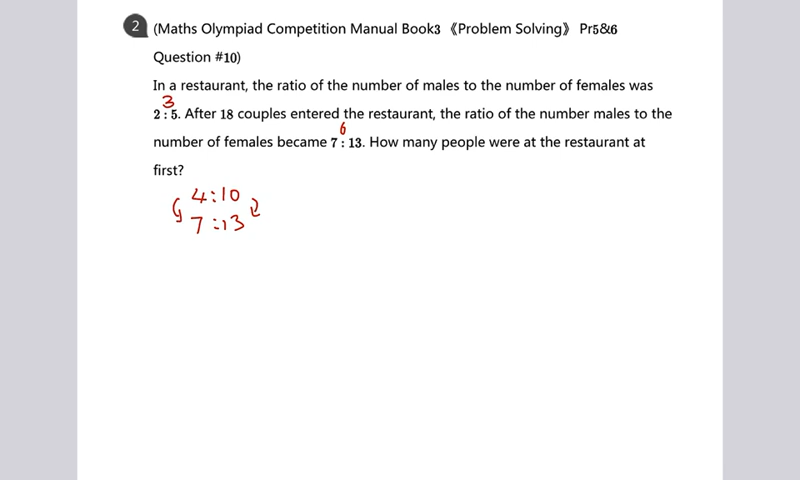 2 (Maths Olympiad Competition Manual Book3 《Problem Solving》 Pr5&6
Question #10)
In a restaurant, the ratio of the number of males to the number of females was
3
2 : 5. After 18 couples entered the restaurant, the ratio of the number males to the
6
number of females became 7 : 13. How many people were at the restaurant at
first?
4:10
7:13